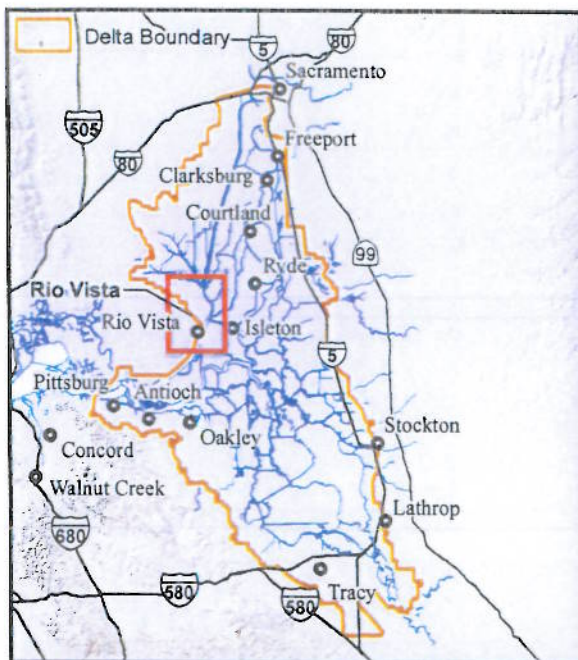 Delta Boundary
5
80
Sacramento
505
Freeport
80
Clarksburg
Courtland
99
Ryde
Rio Vista
Rio Vista
Isleton
5
Pittsburg
Antioch
Stockton
Oakley
Concord
Walnut Creek
Lathrop
680
Tracy
580
580